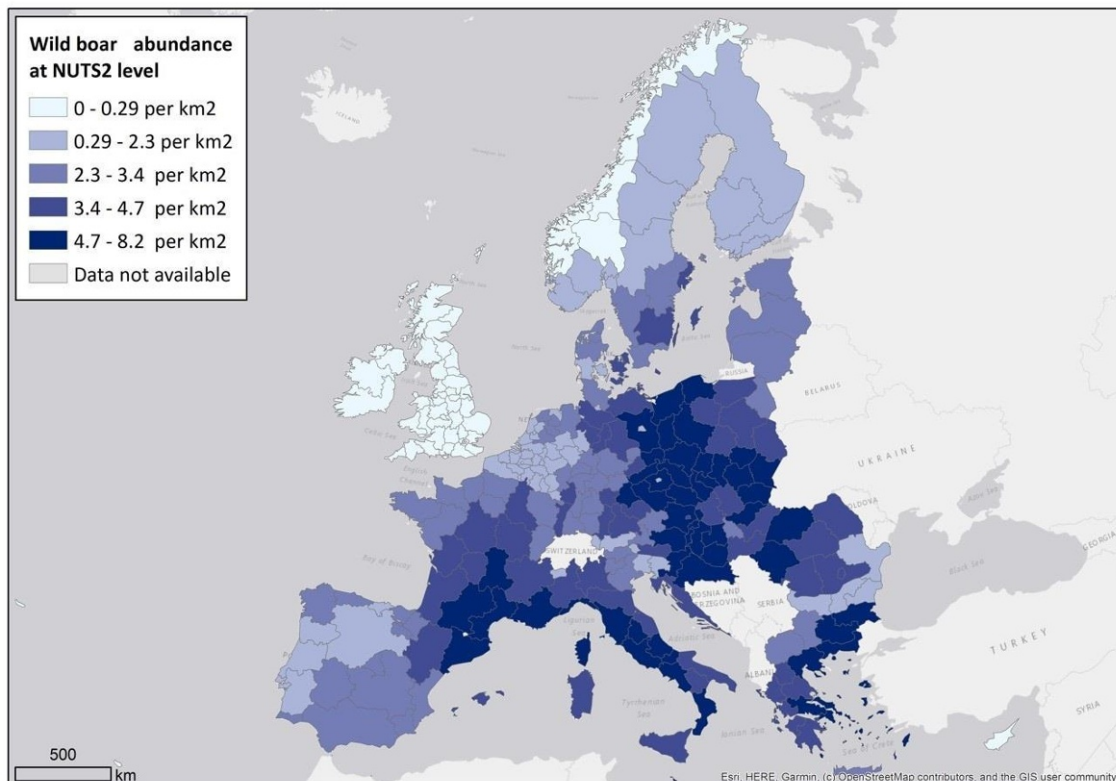 Wild boar abundance
at NUTS2 level
0 - 0.29 per km2
0.29 - 2.3 per km2
2.3 - 3.4 per km2
3.4 - 4.7 per km2
4.7 - 8.2 per km2
Data not available
ICELAND
RUSSIA
BELARUS
UKRAINE
Celtic Sea
English
Channel
MOLDOVA
SWITZERLAND
GEORGIA
Bay of Biscay
BOSNIA AND
HERZEGOVINA
SERBIA
Black Sea
Ligurian
Sea
Adriatic Sea
TURKEY
ALBANI
Tyrrhenian
Sea
Ionian Sea
SYRIA
Sea of Crete
500
km
Esri, HERE, Garmin, (c) OpenStreetMap contributors, and the GIS user community